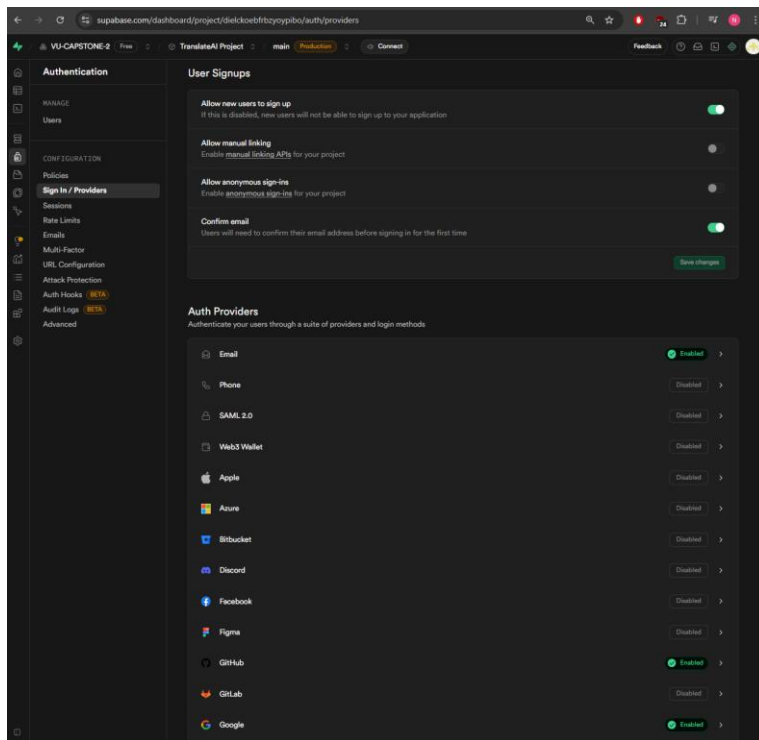 supabase.com/dashboard/project/dielckoebfrbzyoypibo/auth/providers
24
N
VU-CAPSTONE-2 Free TranslateAI Project main Production Connect
Feedback
Authentication
MANAGE
Users
CONFIGURATION
Policies
Sign In / Providers
Sessions
Rate Limits
Emails
Multi-Factor
URL Configuration
Attack Protection
Auth Hooks BETA
Audit Logs BETA
Advanced
User Signups
Allow new users to sign up
If this is disabled, new users will not be able to sign up to your application
Allow manual linking
Enable manual linking APIs for your project
Allow anonymous sign-ins
Enable anonymous sign-ins for your project
Confirm email
Users will need to confirm their email address before signing in for the first time
Save changes
Auth Providers
Authenticate your users through a suite of providers and login methods
Email Enabled
Phone Disabled
SAML 2.0 Disabled
Web3 Wallet Disabled
Apple Disabled
Azure Disabled
Bitbucket Disabled
Discord Disabled
Facebook Disabled
Figma Disabled
GitHub Enabled
GitLab Disabled
Google Enabled